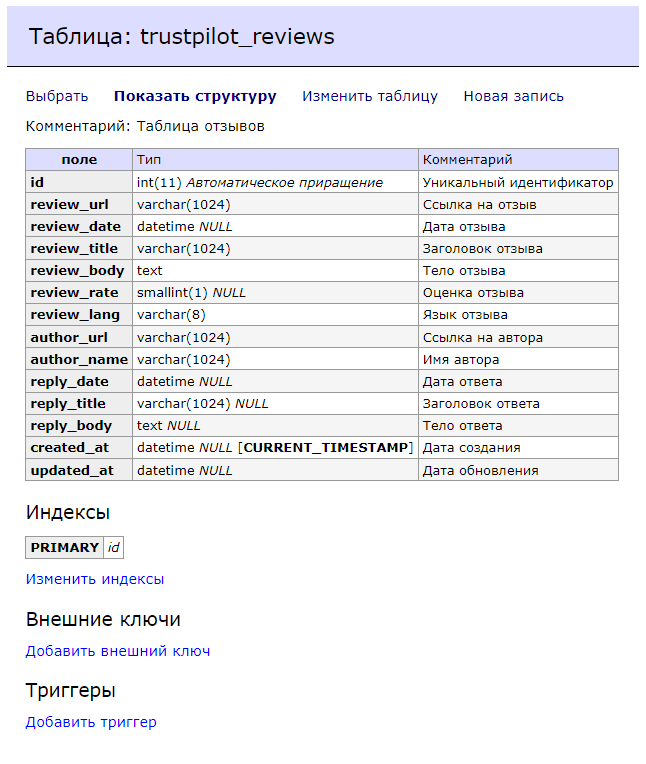 Таблица: trustpilot_reviews
Выбрать Показать структуру Изменить таблицу Новая запись
Комментарий: Таблица отзывов
поле Тип Комментарий
id int(11) Автоматическое приращение Уникальный идентификатор
review_url varchar(1024) Ссылка на отзыв
review_date datetime NULL Дата отзыва
review_title varchar(1024) Заголовок отзыва
review_body text Тело отзыва
review_rate smallint(1) NULL Оценка отзыва
review_lang varchar(8) Язык отзыва
author_url varchar(1024) Ссылка на автора
author_name varchar(1024) Имя автора
reply_date datetime NULL Дата ответа
reply_title varchar(1024) NULL Заголовок ответа
reply_body text NULL Тело ответа
created_at datetime NULL [CURRENT_TIMESTAMP] Дата создания
updated_at datetime NULL Дата обновления
Индексы
PRIMARY id
Изменить индексы
Внешние ключи
Добавить внешний ключ
Триггеры
Добавить триггер